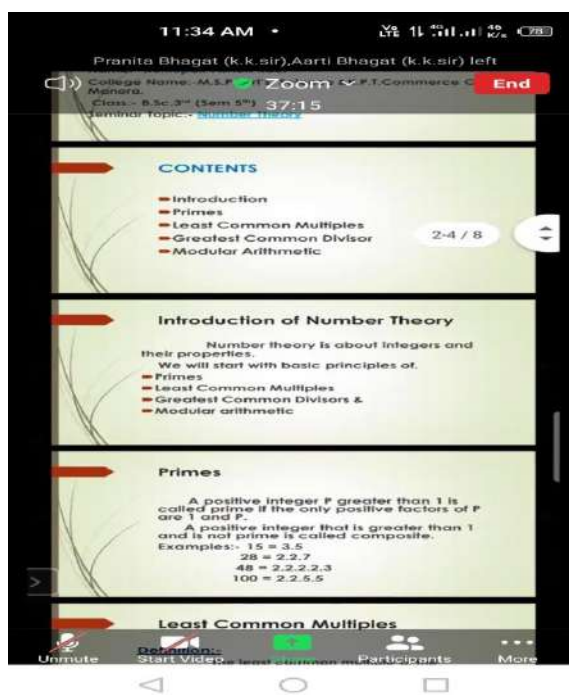 11:34 AM •
Pranita Bhagat (k.k.sir),Aarti Bhagat (k.k.sir) left
Zoom
End
37:15
Class:- B.Sc.3rd (Sem 5th)
Seminar Topic:- Number Theory
CONTENTS
Introduction
Primes
Least Common Multiples
Greatest Common Divisor
Modular Arithmetic
2-4 / 8
Introduction of Number Theory
Number theory is about integers and
their properties.
We will start with basic principles of.
Primes
Least Common Multiples
Greatest Common Divisors &
Modular arithmetic
Primes
A positive integer P greater than 1 is
called prime if the only positive factors of P
are 1 and P.
A positive integer that is greater than 1
and is not prime is called composite.
Examples:- 15 = 3.5
28 = 2.2.7
48 = 2.2.2.2.3
100 = 2.2.5.5
Least Common Multiples
Definition:-
Unmute
Start Video
Participants
More